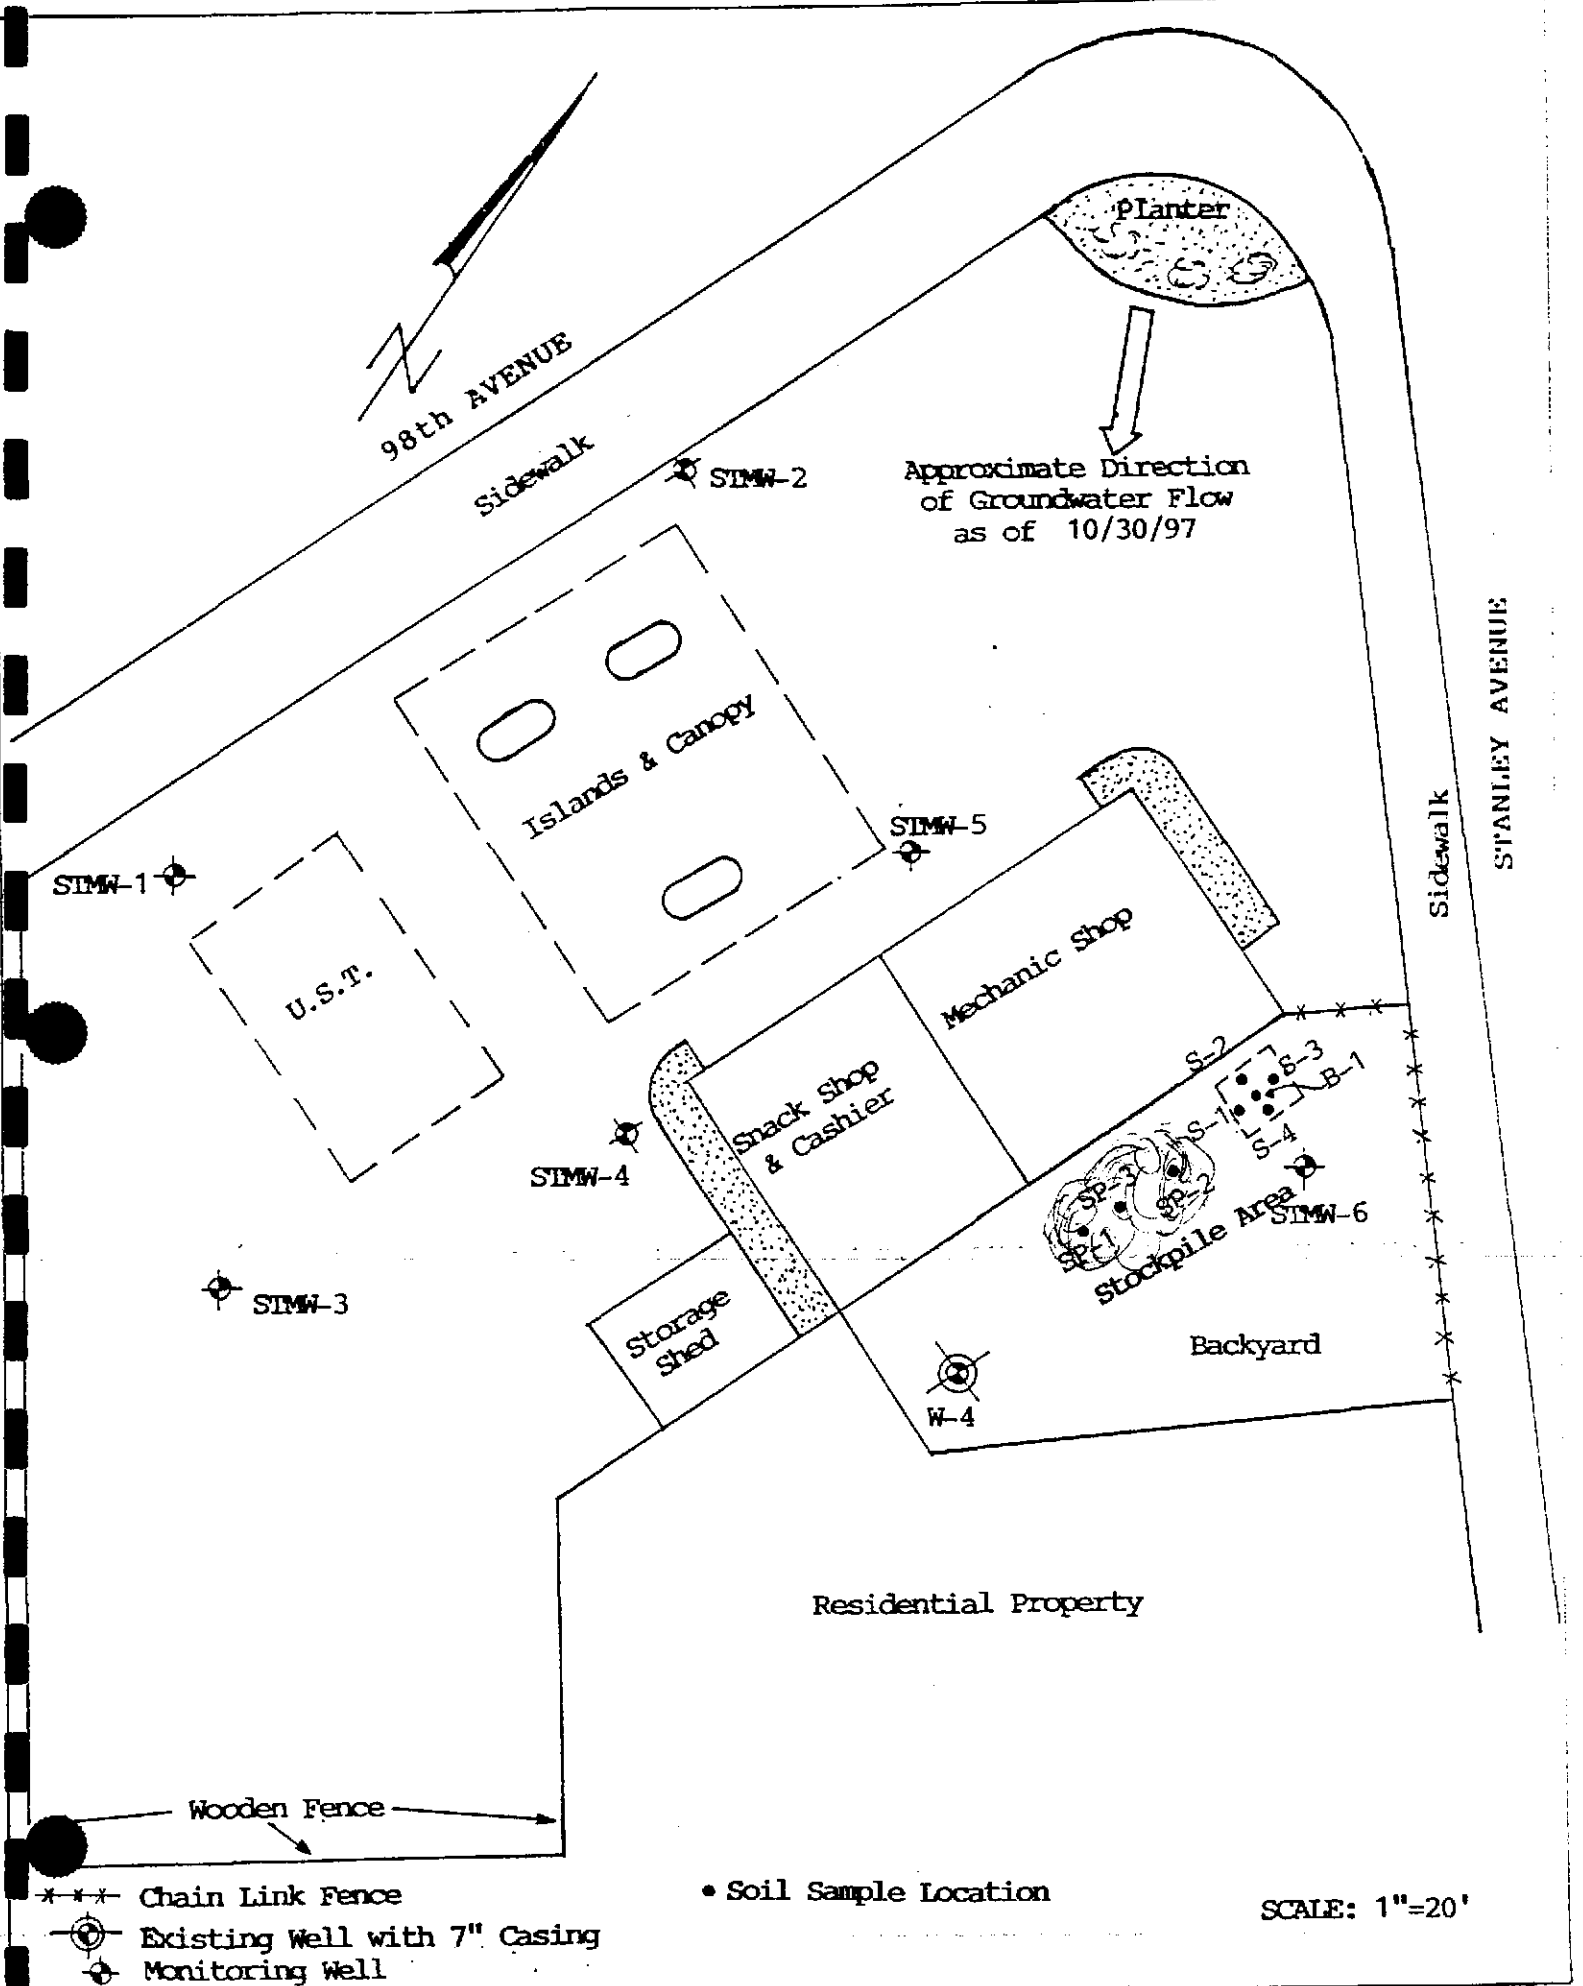 Planter
98th AVENUE
Sidewalk
STMW-2
Approximate Direction
of Groundwater Flow
as of 10/30/97
N
STANLEY AVENUE
Sidewalk
Islands & Canopy
STMW-5
STMW-1
U.S.T.
Mechanic Shop
Snack Shop
& Cashier
STMW-4
S-2
S-3
B-1
S-1
S-4
SP-3
SP-2
SP-1
STMW-6
Stockpile Area
STMW-3
Storage
Shed
Backyard
W-4
Residential Property
Wooden Fence
Chain Link Fence
Soil Sample Location
SCALE: 1"=20'
Existing Well with 7" Casing
Monitoring Well